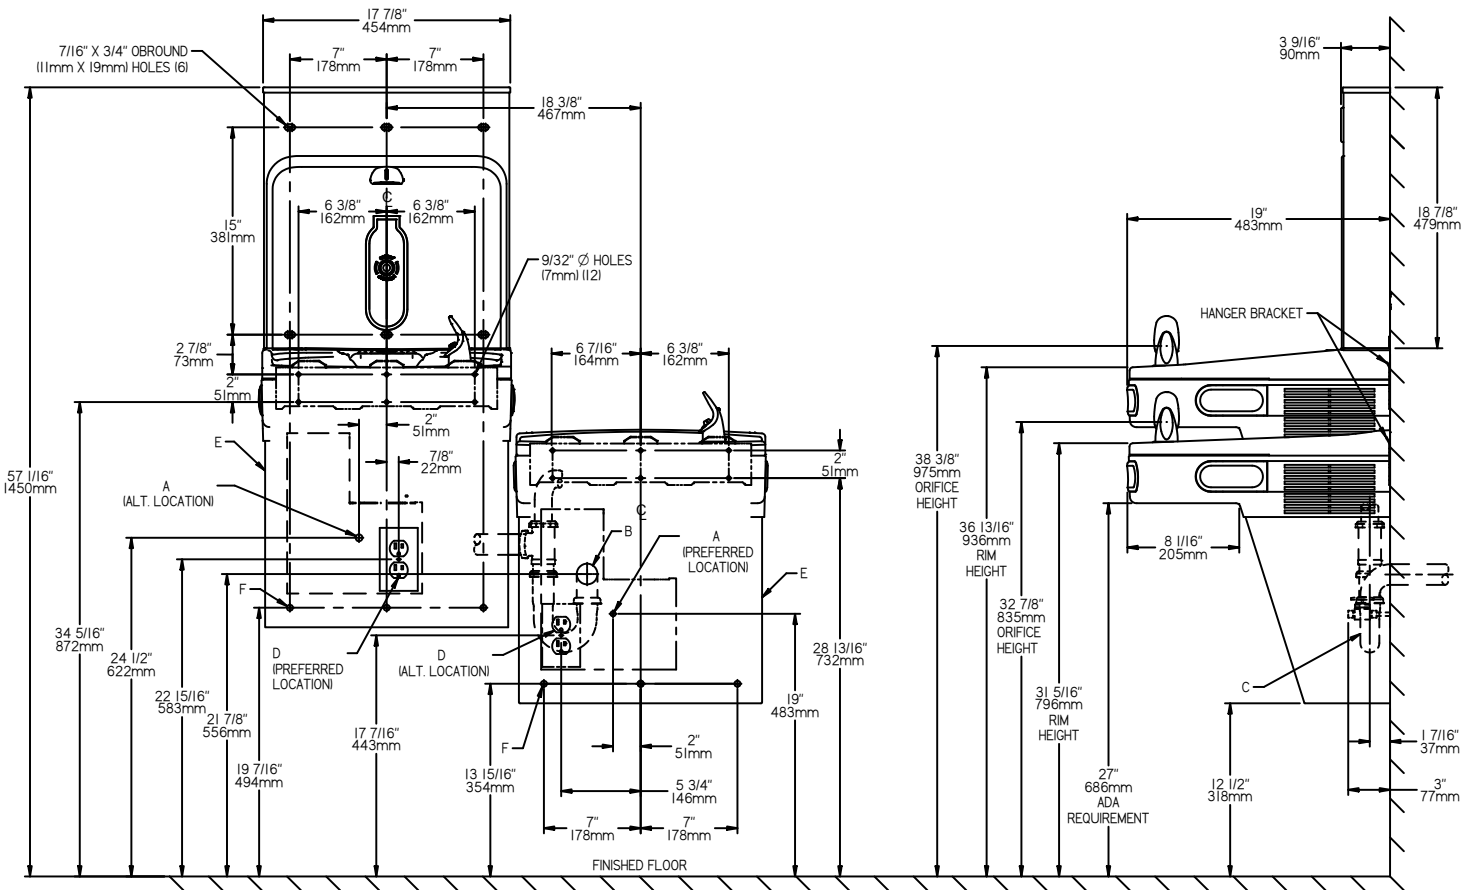 17 7/8"
454mm
7/16" X 3/4" OBROUND
(11mm X 19mm) HOLES (6)
7"
178mm
7"
178mm
18 3/8"
467mm
3 9/16"
90mm
6 3/8"
162mm
6 3/8"
162mm
15"
381mm
9/32" Ø HOLES
(7mm) (12)
19"
483mm
18 7/8"
479mm
HANGER BRACKET
2 7/8"
73mm
2"
51mm
6 7/16"
164mm
6 3/8"
162mm
2"
51mm
7/8"
22mm
E
A
(ALT. LOCATION)
57 1/16"
1450mm
2"
51mm
38 3/8"
975mm
ORIFICE
HEIGHT
36 13/16"
936mm
RIM
HEIGHT
8 1/16"
205mm
B
A
(PREFERRED
LOCATION)
E
F
32 7/8"
835mm
ORIFICE
HEIGHT
34 5/16"
872mm
24 1/2"
622mm
22 15/16"
583mm
21 7/8"
556mm
19 7/16"
494mm
D
(PREFERRED
LOCATION)
D
(ALT. LOCATION)
28 13/16"
732mm
19"
483mm
31 5/16"
796mm
RIM
HEIGHT
C
17 7/16"
443mm
F
2"
51mm
13 15/16"
354mm
5 3/4"
146mm
7"
178mm
7"
178mm
1 7/16"
37mm
3"
77mm
27"
686mm
ADA
REQUIREMENT
12 1/2"
318mm
FINISHED FLOOR